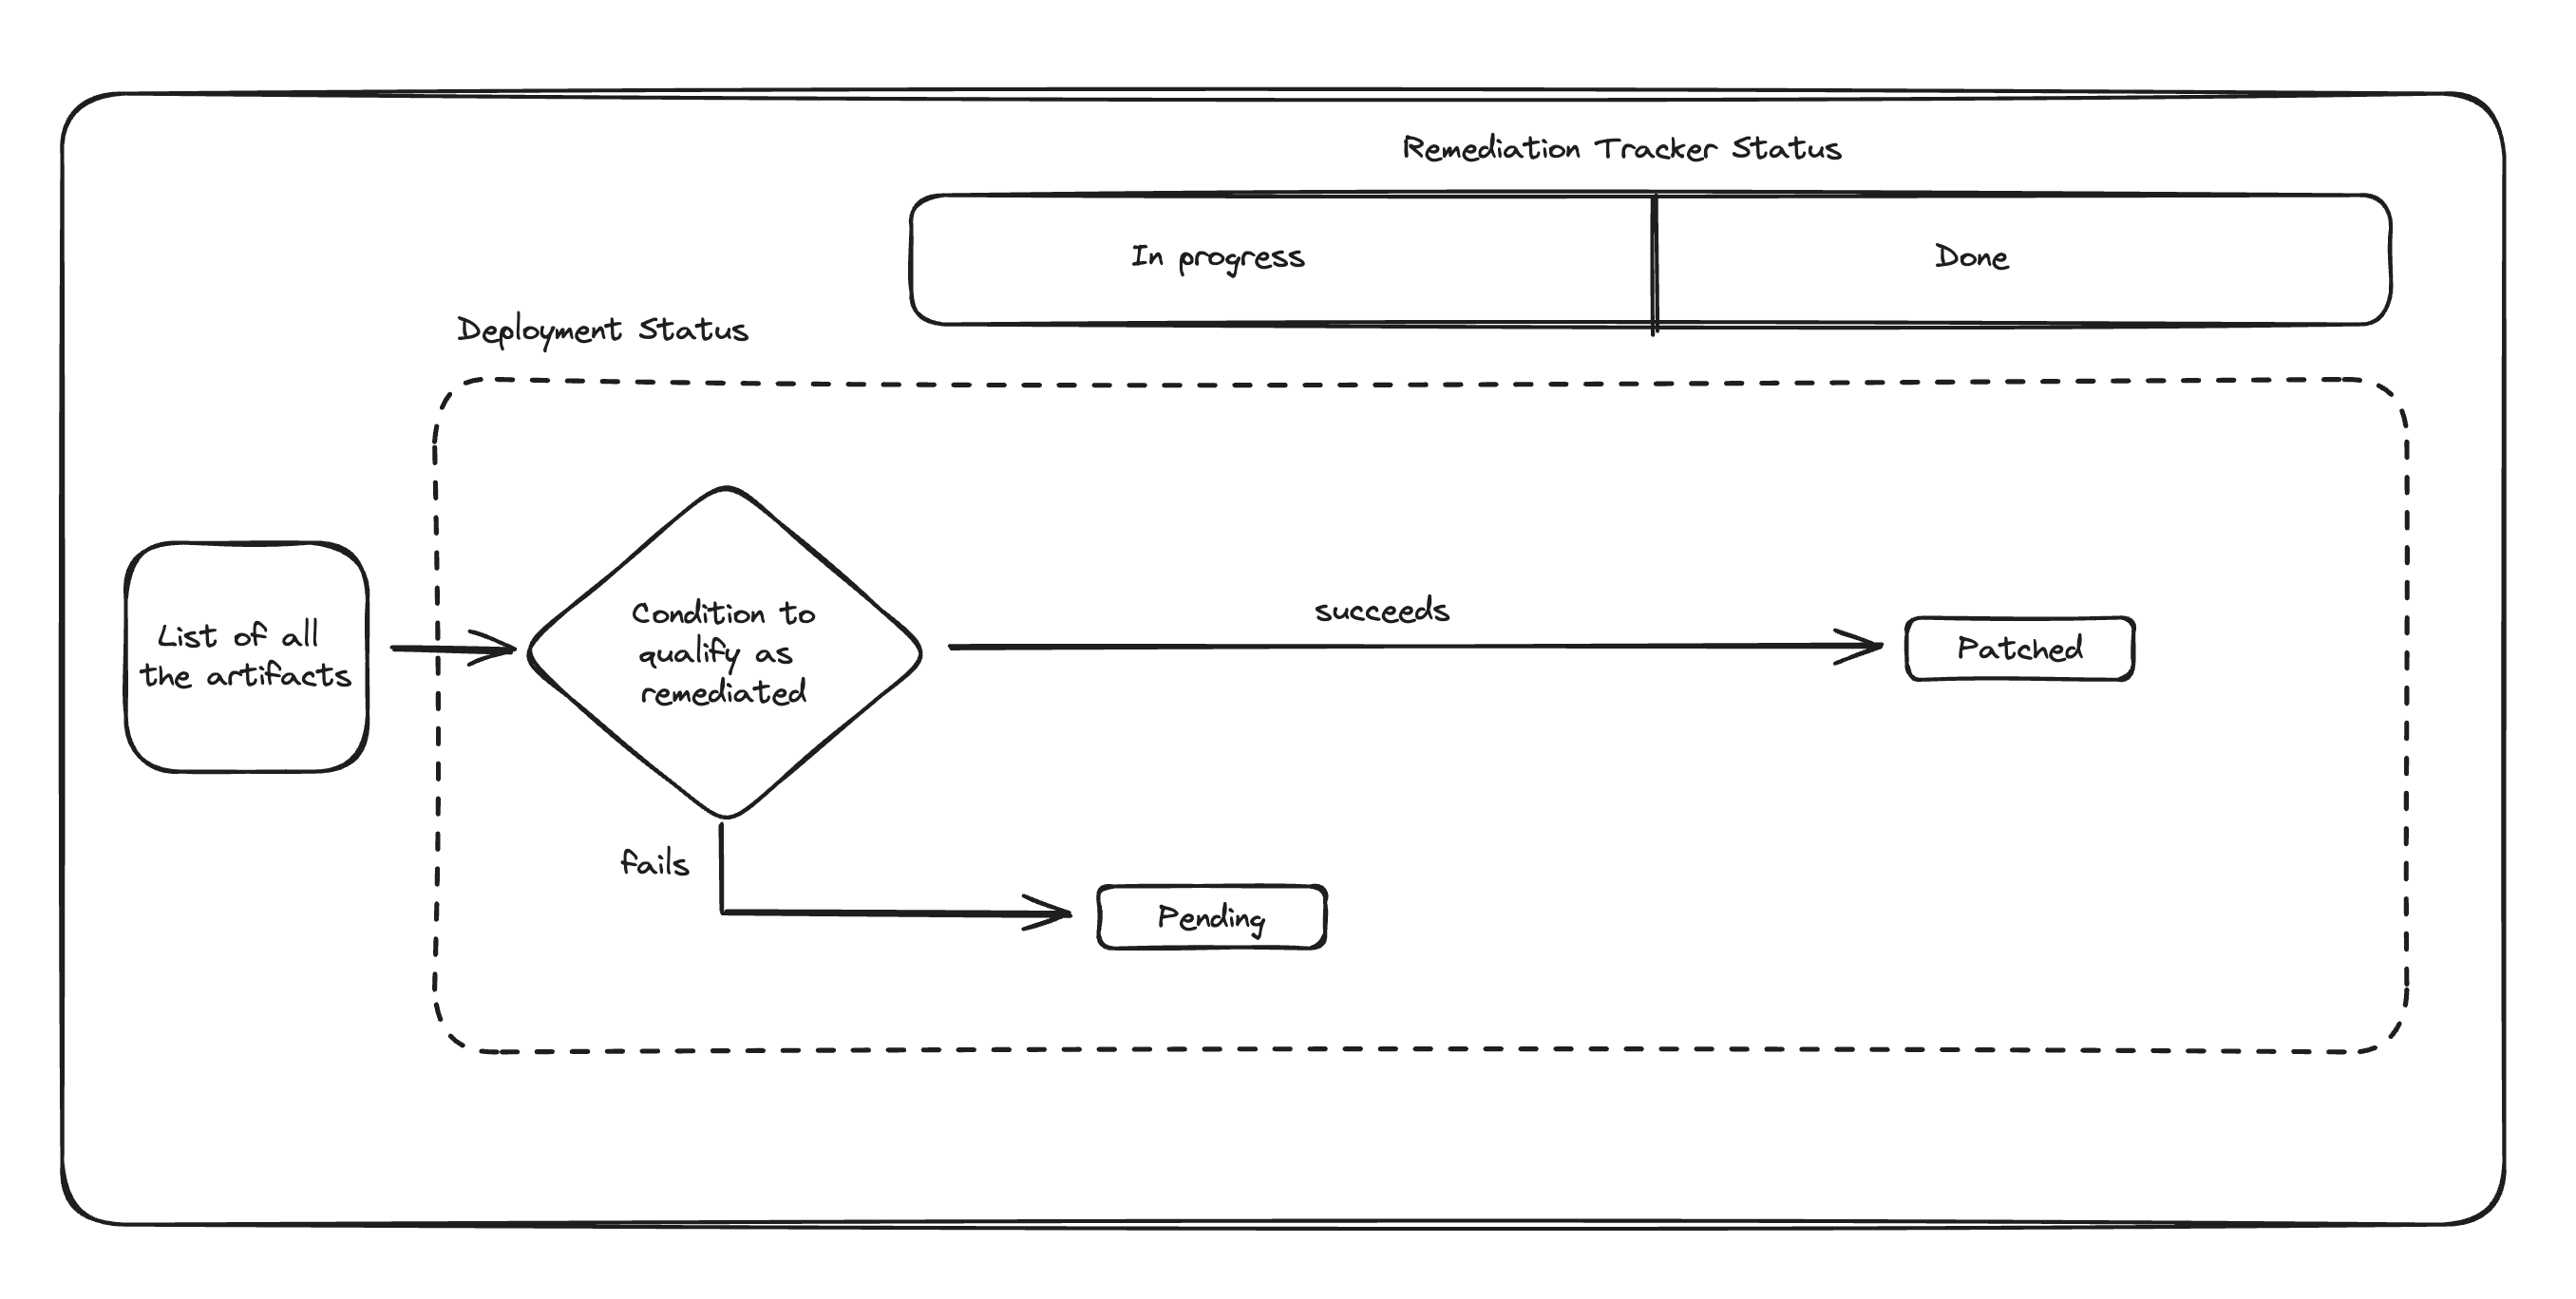 Remediation Tracker Status
In progress
Done
Deployment Status
List of all
the artifacts
Condition to
qualify as
remediated
succeeds
Patched
fails
Pending